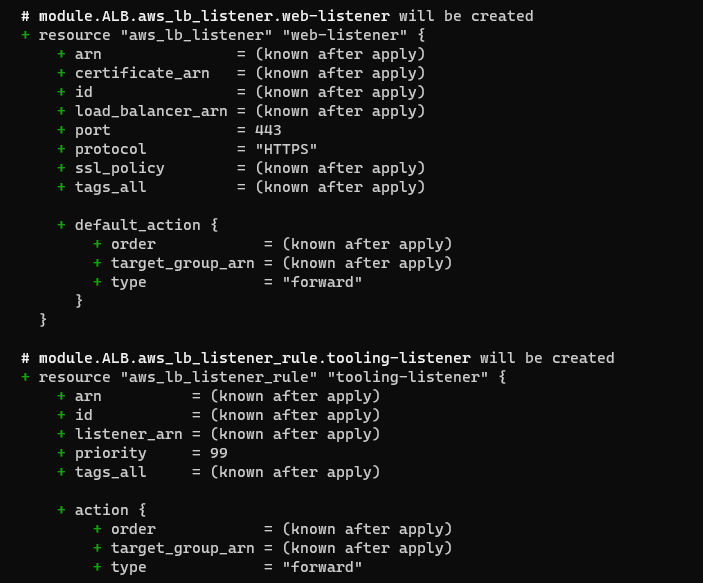 # module.ALB.aws_lb_listener.web-listener will be created
+ resource "aws_lb_listener" "web-listener" {
+ arn = (known after apply)
+ certificate_arn = (known after apply)
+ id = (known after apply)
+ load_balancer_arn = (known after apply)
+ port = 443
+ protocol = "HTTPS"
+ ssl_policy = (known after apply)
+ tags_all = (known after apply)
+ default_action {
+ order = (known after apply)
+ target_group_arn = (known after apply)
+ type = "forward"
}
}
# module.ALB.aws_lb_listener_rule.tooling-listener will be created
+ resource "aws_lb_listener_rule" "tooling-listener" {
+ arn = (known after apply)
+ id = (known after apply)
+ listener_arn = (known after apply)
+ priority = 99
+ tags_all = (known after apply)
+ action {
+ order = (known after apply)
+ target_group_arn = (known after apply)
+ type = "forward"